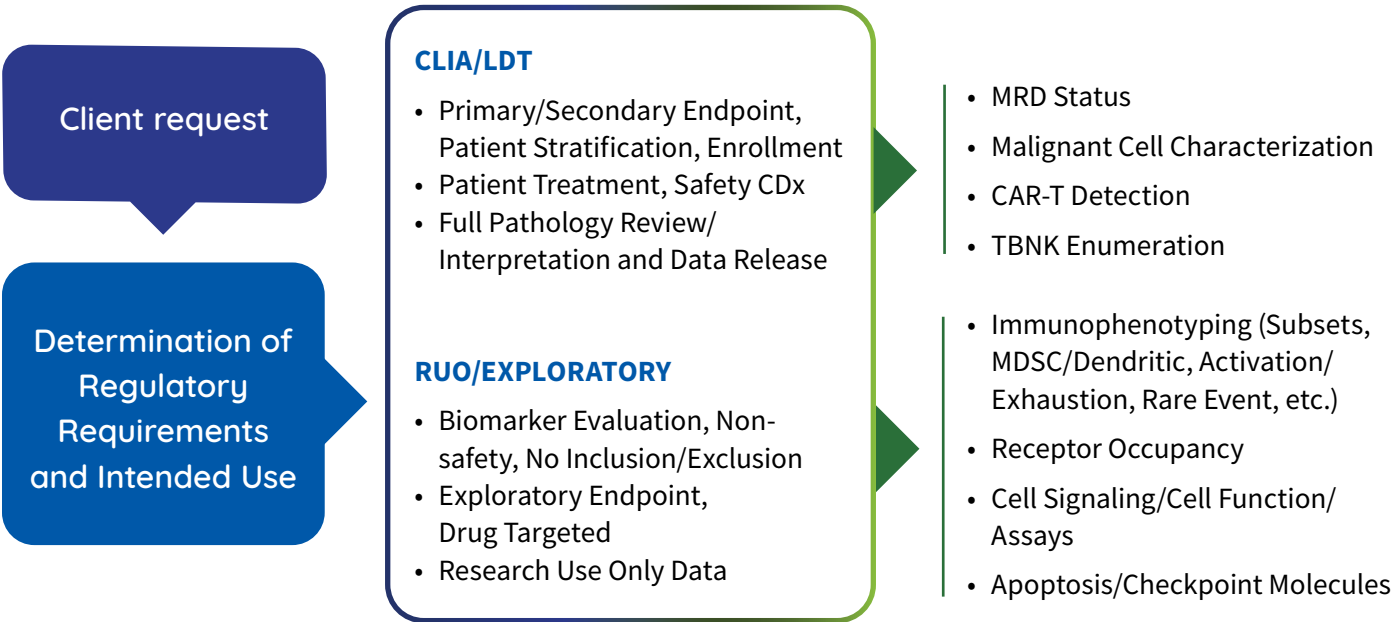 Client request
Determination of
Regulatory
Requirements
and Intended Use
CLIA/LDT
• Primary/Secondary Endpoint,
Patient Stratification, Enrollment
• Patient Treatment, Safety CDx
• Full Pathology Review/
Interpretation and Data Release
RUO/EXPLORATORY
• Biomarker Evaluation, Non-
safety, No Inclusion/Exclusion
• Exploratory Endpoint,
Drug Targeted
• Research Use Only Data
• MRD Status
• Malignant Cell Characterization
• CAR-T Detection
• TBNK Enumeration
• Immunophenotyping (Subsets,
MDSC/Dendritic, Activation/
Exhaustion, Rare Event, etc.)
• Receptor Occupancy
• Cell Signaling/Cell Function/
Assays
• Apoptosis/Checkpoint Molecules